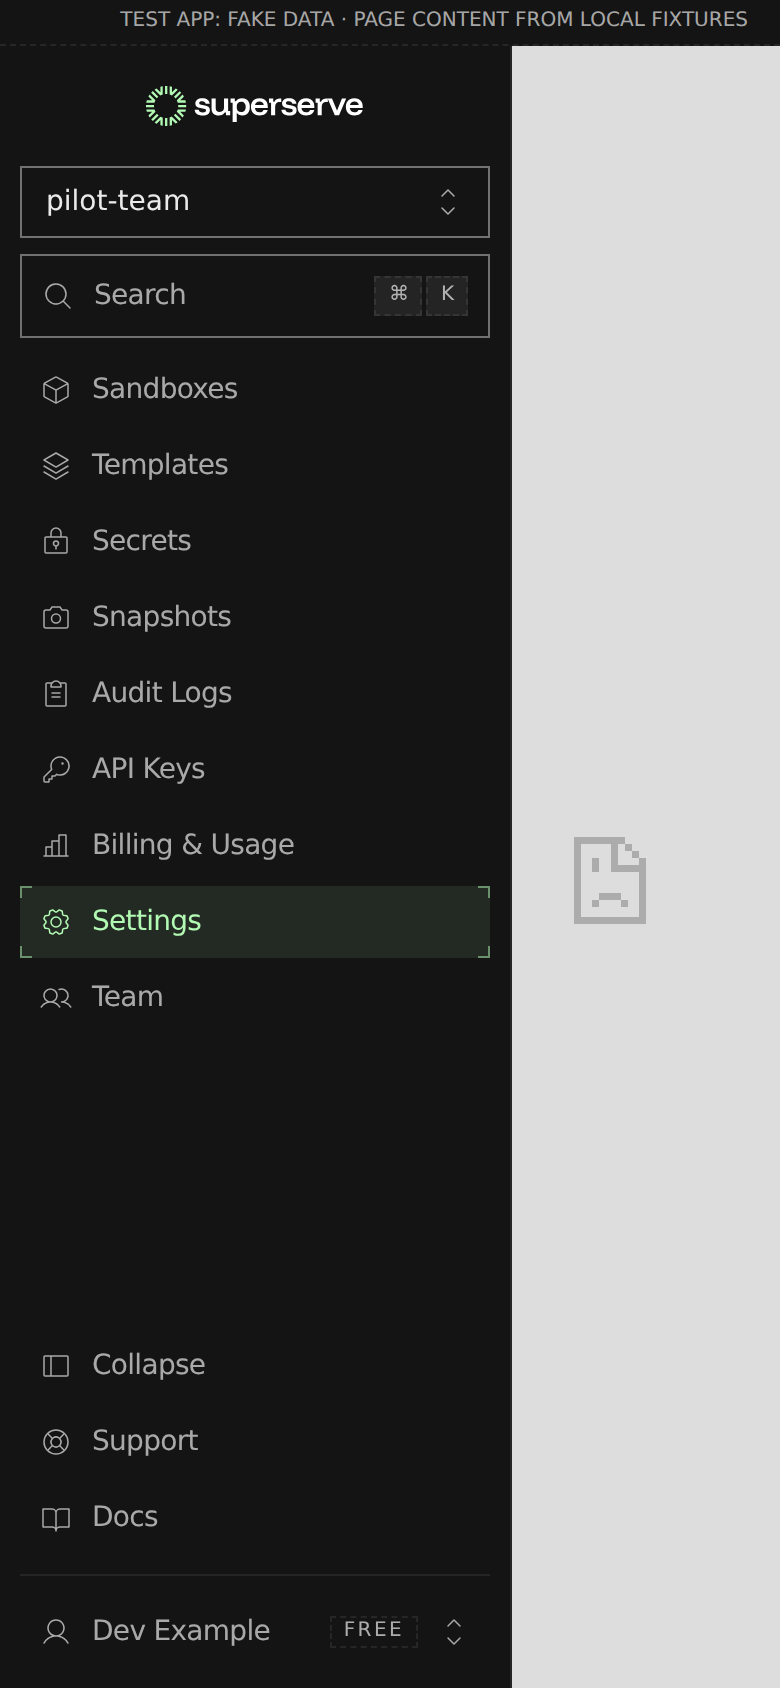 TEST APP: FAKE DATA · PAGE CONTENT FROM LOCAL FIXTURES
superserve
pilot-team
Search ⌘ K
Sandboxes
Templates
Secrets
Snapshots
Audit Logs
API Keys
Billing & Usage
Settings
Team
Collapse
Support
Docs
Dev Example FREE